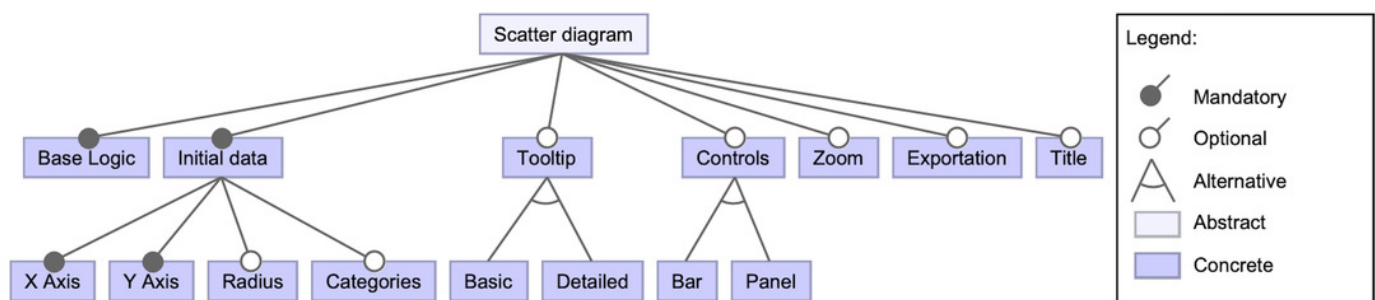 Scatter diagram
Base Logic
Initial data
Tooltip
Controls
Zoom
Exportation
Title
X Axis
Y Axis
Radius
Categories
Basic
Detailed
Bar
Panel
Legend:
Mandatory
Optional
Alternative
Abstract
Concrete